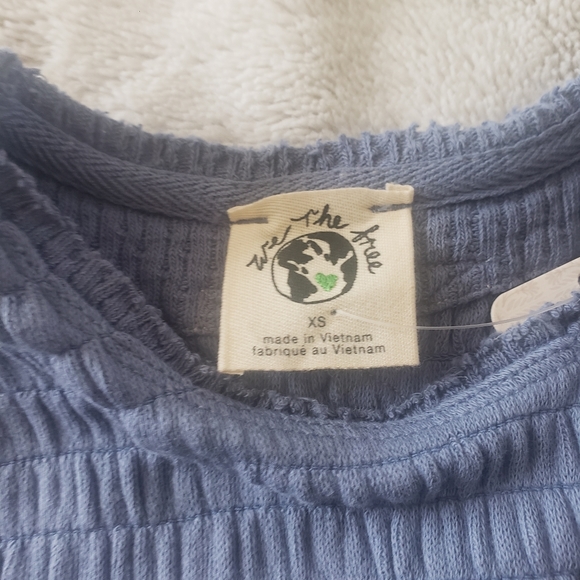 we the free
XS
made in Vietnam
fabriqué au Vietnam